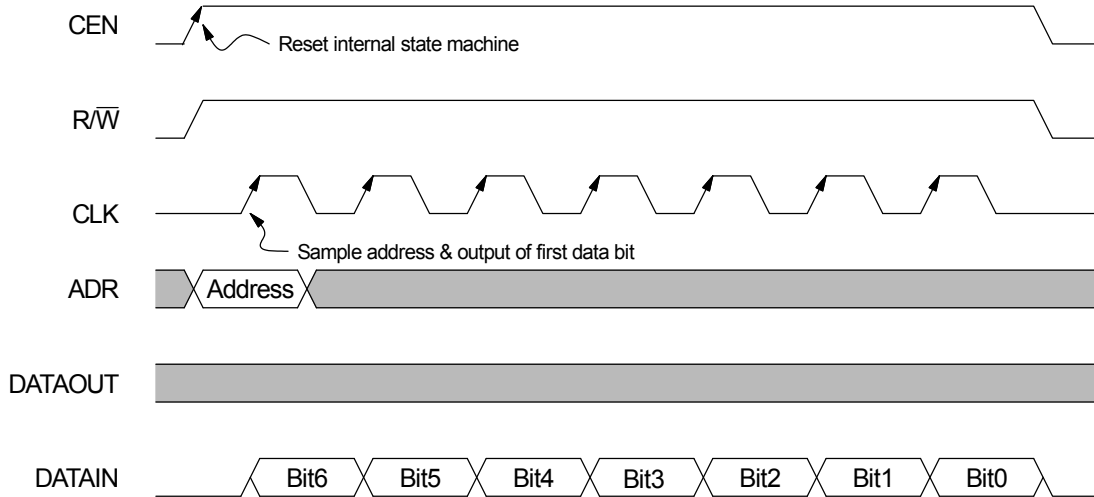 CEN
Reset internal state machine
R/W̅
CLK
Sample address & output of first data bit
ADR
Address
DATAOUT
DATAIN
Bit6 Bit5 Bit4 Bit3 Bit2 Bit1 Bit0